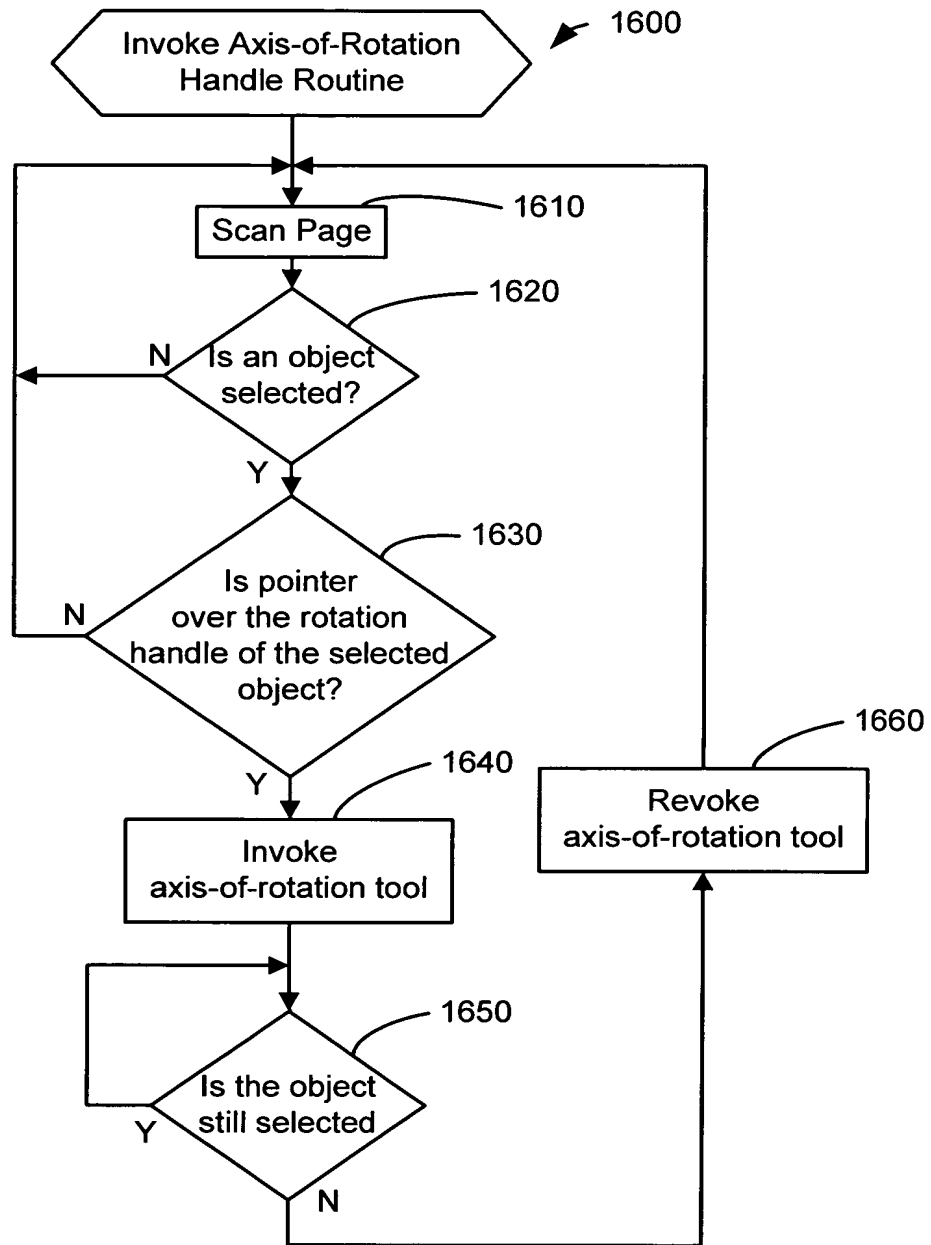 Invoke Axis-of-Rotation
Handle Routine
1600
1610
Scan Page
1620
Is an object
selected?
N
Y
1630
Is pointer
over the rotation
handle of the selected
object?
N
Y
1640
Invoke
axis-of-rotation tool
1660
Revoke
axis-of-rotation tool
1650
Is the object
still selected
Y
N